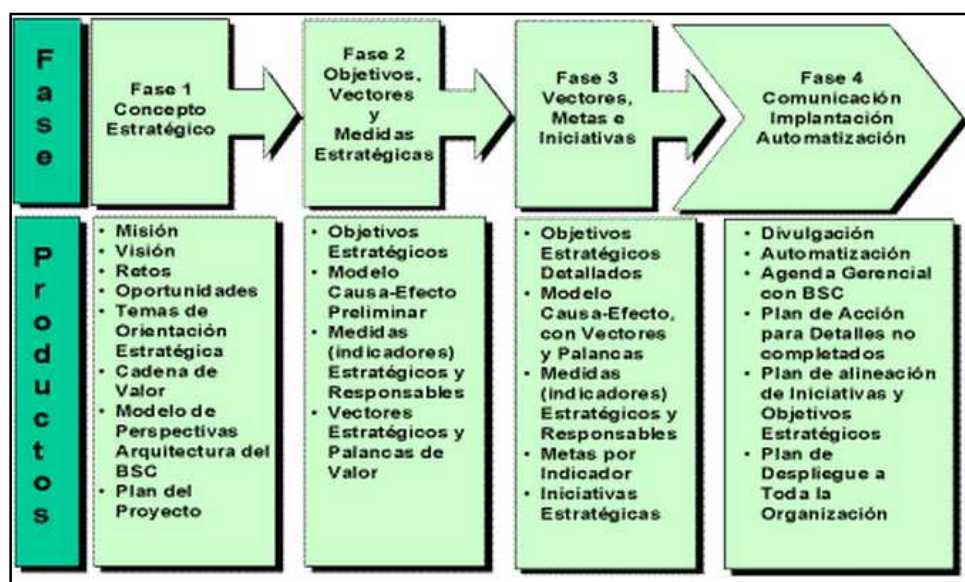 Fase
Fase 1
Concepto
Estratégico
Fase 2
Objetivos,
Vectores
y
Medidas
Estratégicas
Fase 3
Vectores,
Metas e
Iniciativas
Fase 4
Comunicación
Implantación
Automatización
Productos
• Misión
• Visión
• Retos
• Oportunidades
• Temas de
Orientación
Estratégica
• Cadena de
Valor
• Modelo de
Perspectivas
Arquitectura del
BSC
• Plan del
Proyecto
• Objetivos
Estratégicos
• Modelo
Causa-Efecto
Preliminar
• Medidas
(indicadores)
Estratégicos y
Responsables
• Vectores
Estratégicos y
Palancas de
Valor
• Objetivos
Estratégicos
Detallados
• Modelo
Causa-Efecto,
con Vectores
y Palancas
• Medidas
(indicadores)
Estratégicos y
Responsables
• Metas por
Indicador
• Iniciativas
Estratégicas
• Divulgación
• Automatización
• Agenda Gerencial
con BSC
• Plan de Acción
para Detalles no
completados
• Plan de alineación
de Iniciativas y
Objetivos
Estratégicos
• Plan de
Despliegue a
Toda la
Organización